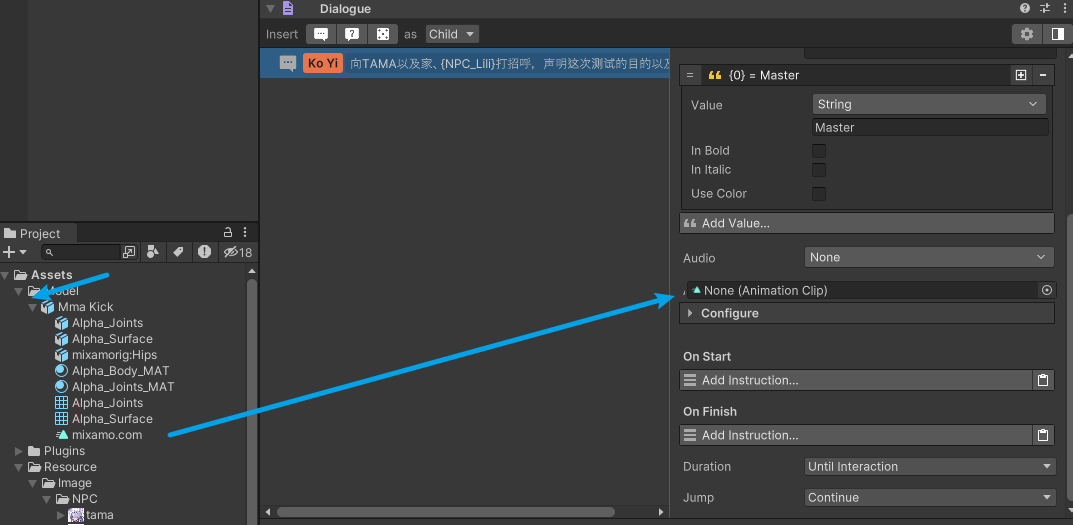 Dialogue
Insert as Child
Ko Yi 向TAMA以及家、{NPC_Lili}打招呼，声明这次测试的目的以及
{0} = Master
Value String
Master
In Bold
In Italic
Use Color
Add Value...
Audio None
None (Animation Clip)
Configure
On Start
Add Instruction...
On Finish
Add Instruction...
Duration Until Interaction
Jump Continue
Project
18
Assets
Model
Mma Kick
Alpha_Joints
Alpha_Surface
mixamorig:Hips
Alpha_Body_MAT
Alpha_Joints_MAT
Alpha_Joints
Alpha_Surface
mixamo.com
Plugins
Resource
Image
NPC
tama